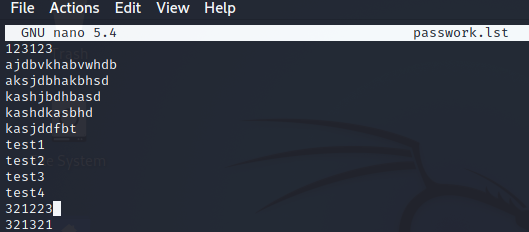 File Actions Edit View Help
GNU nano 5.4 passwork.lst
123123
ajdbvkhabvwhdb
aksjdbhakbhsd
kashjbdhbasd
kashdkasbhd
kasjddfbt
test1
test2
test3
test4
321223
321321